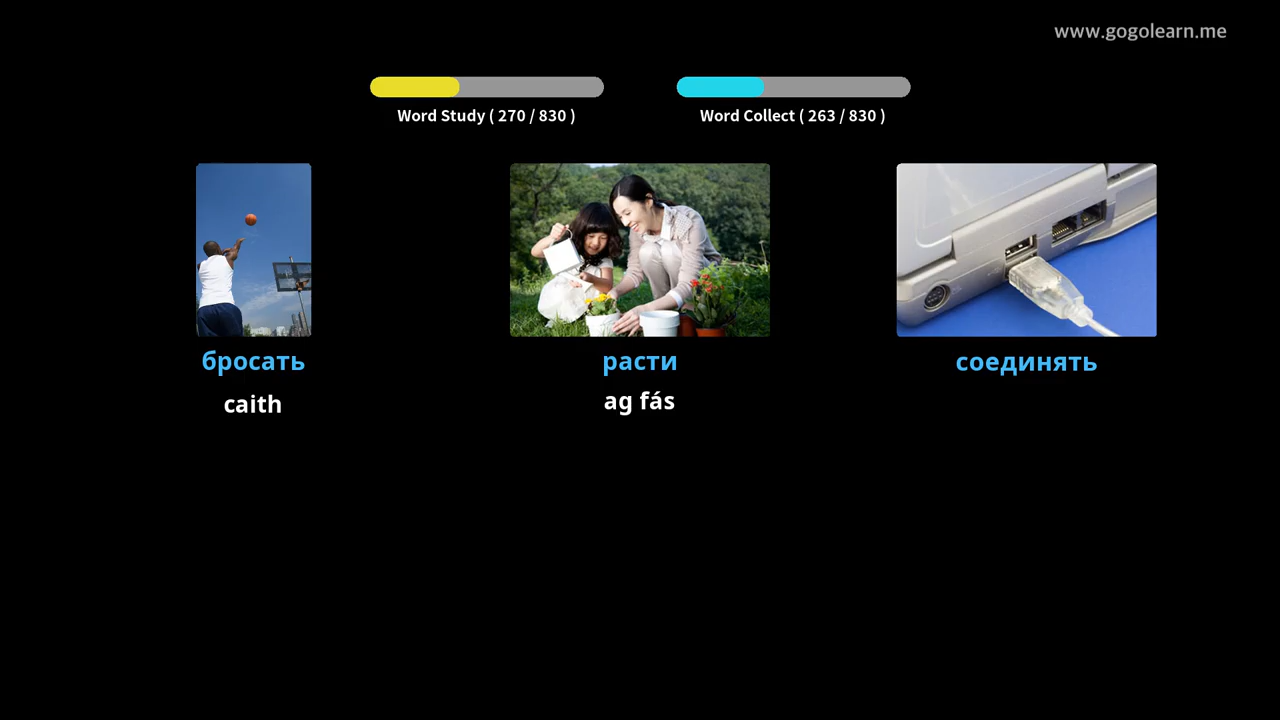 www.gogolearn.me
Word Study ( 270 / 830 )
Word Collect ( 263 / 830 )
бросать
расти
соединять
caith
ag fás